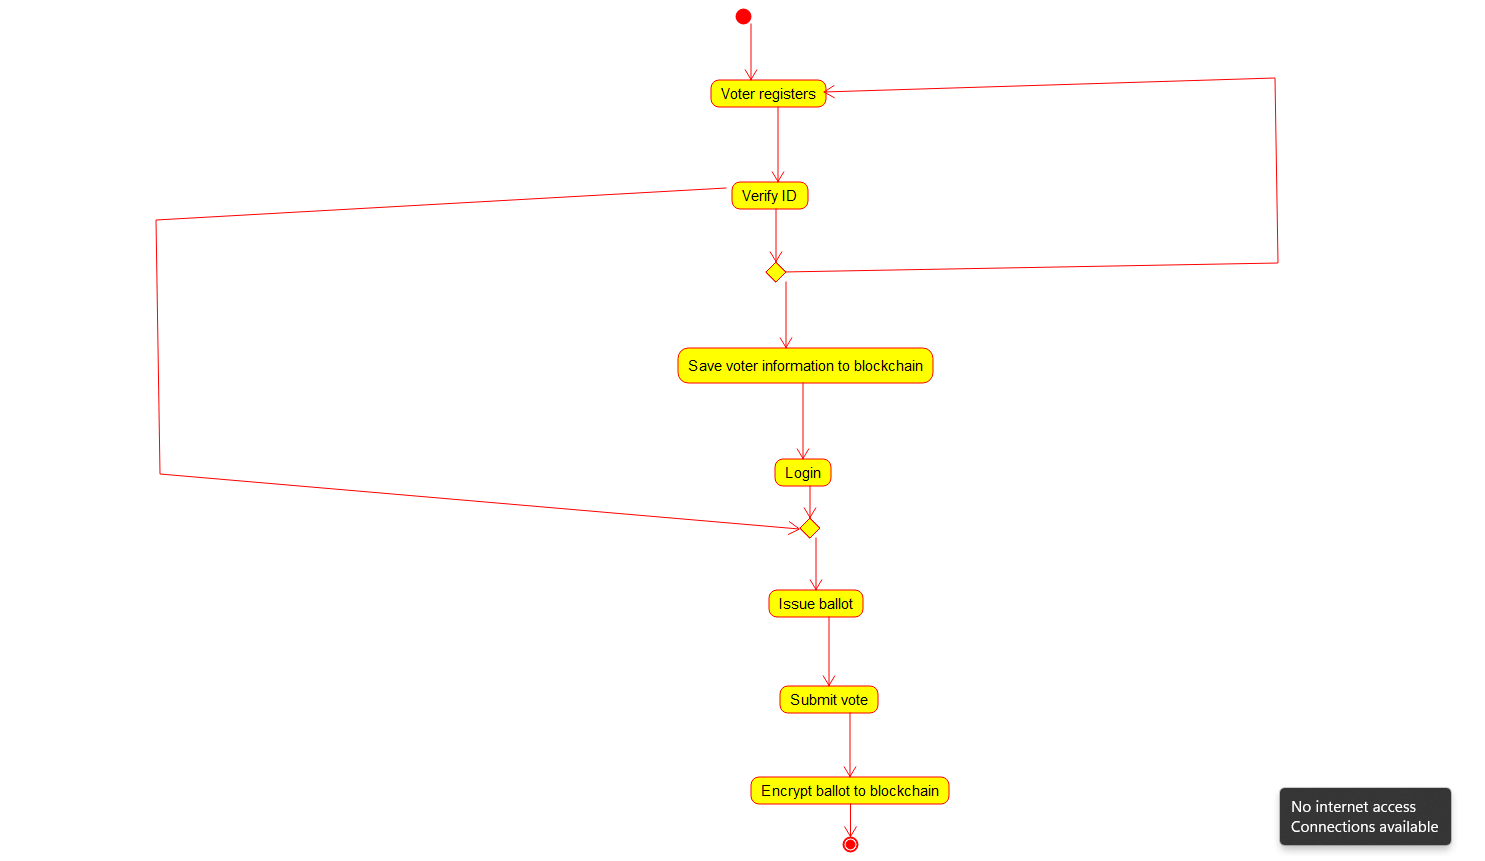 Voter registers
Verify ID
Save voter information to blockchain
Login
Issue ballot
Submit vote
Encrypt ballot to blockchain
No internet access
Connections available